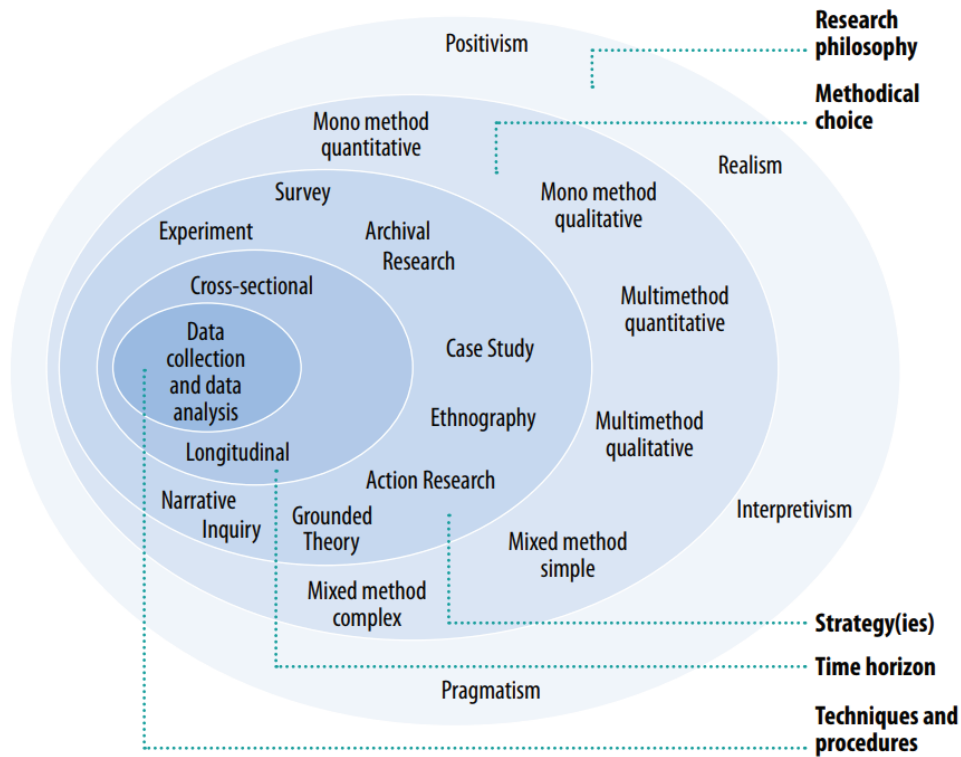 Research
philosophy
Positivism
Methodical
choice
Mono method
quantitative
Realism
Survey
Mono method
qualitative
Experiment
Archival
Research
Cross-sectional
Multimethod
quantitative
Data
collection
and data
analysis
Case Study
Ethnography
Multimethod
qualitative
Longitudinal
Action Research
Narrative
Inquiry
Grounded
Theory
Interpretivism
Mixed method
simple
Mixed method
complex
Strategy(ies)
Time horizon
Pragmatism
Techniques and
procedures